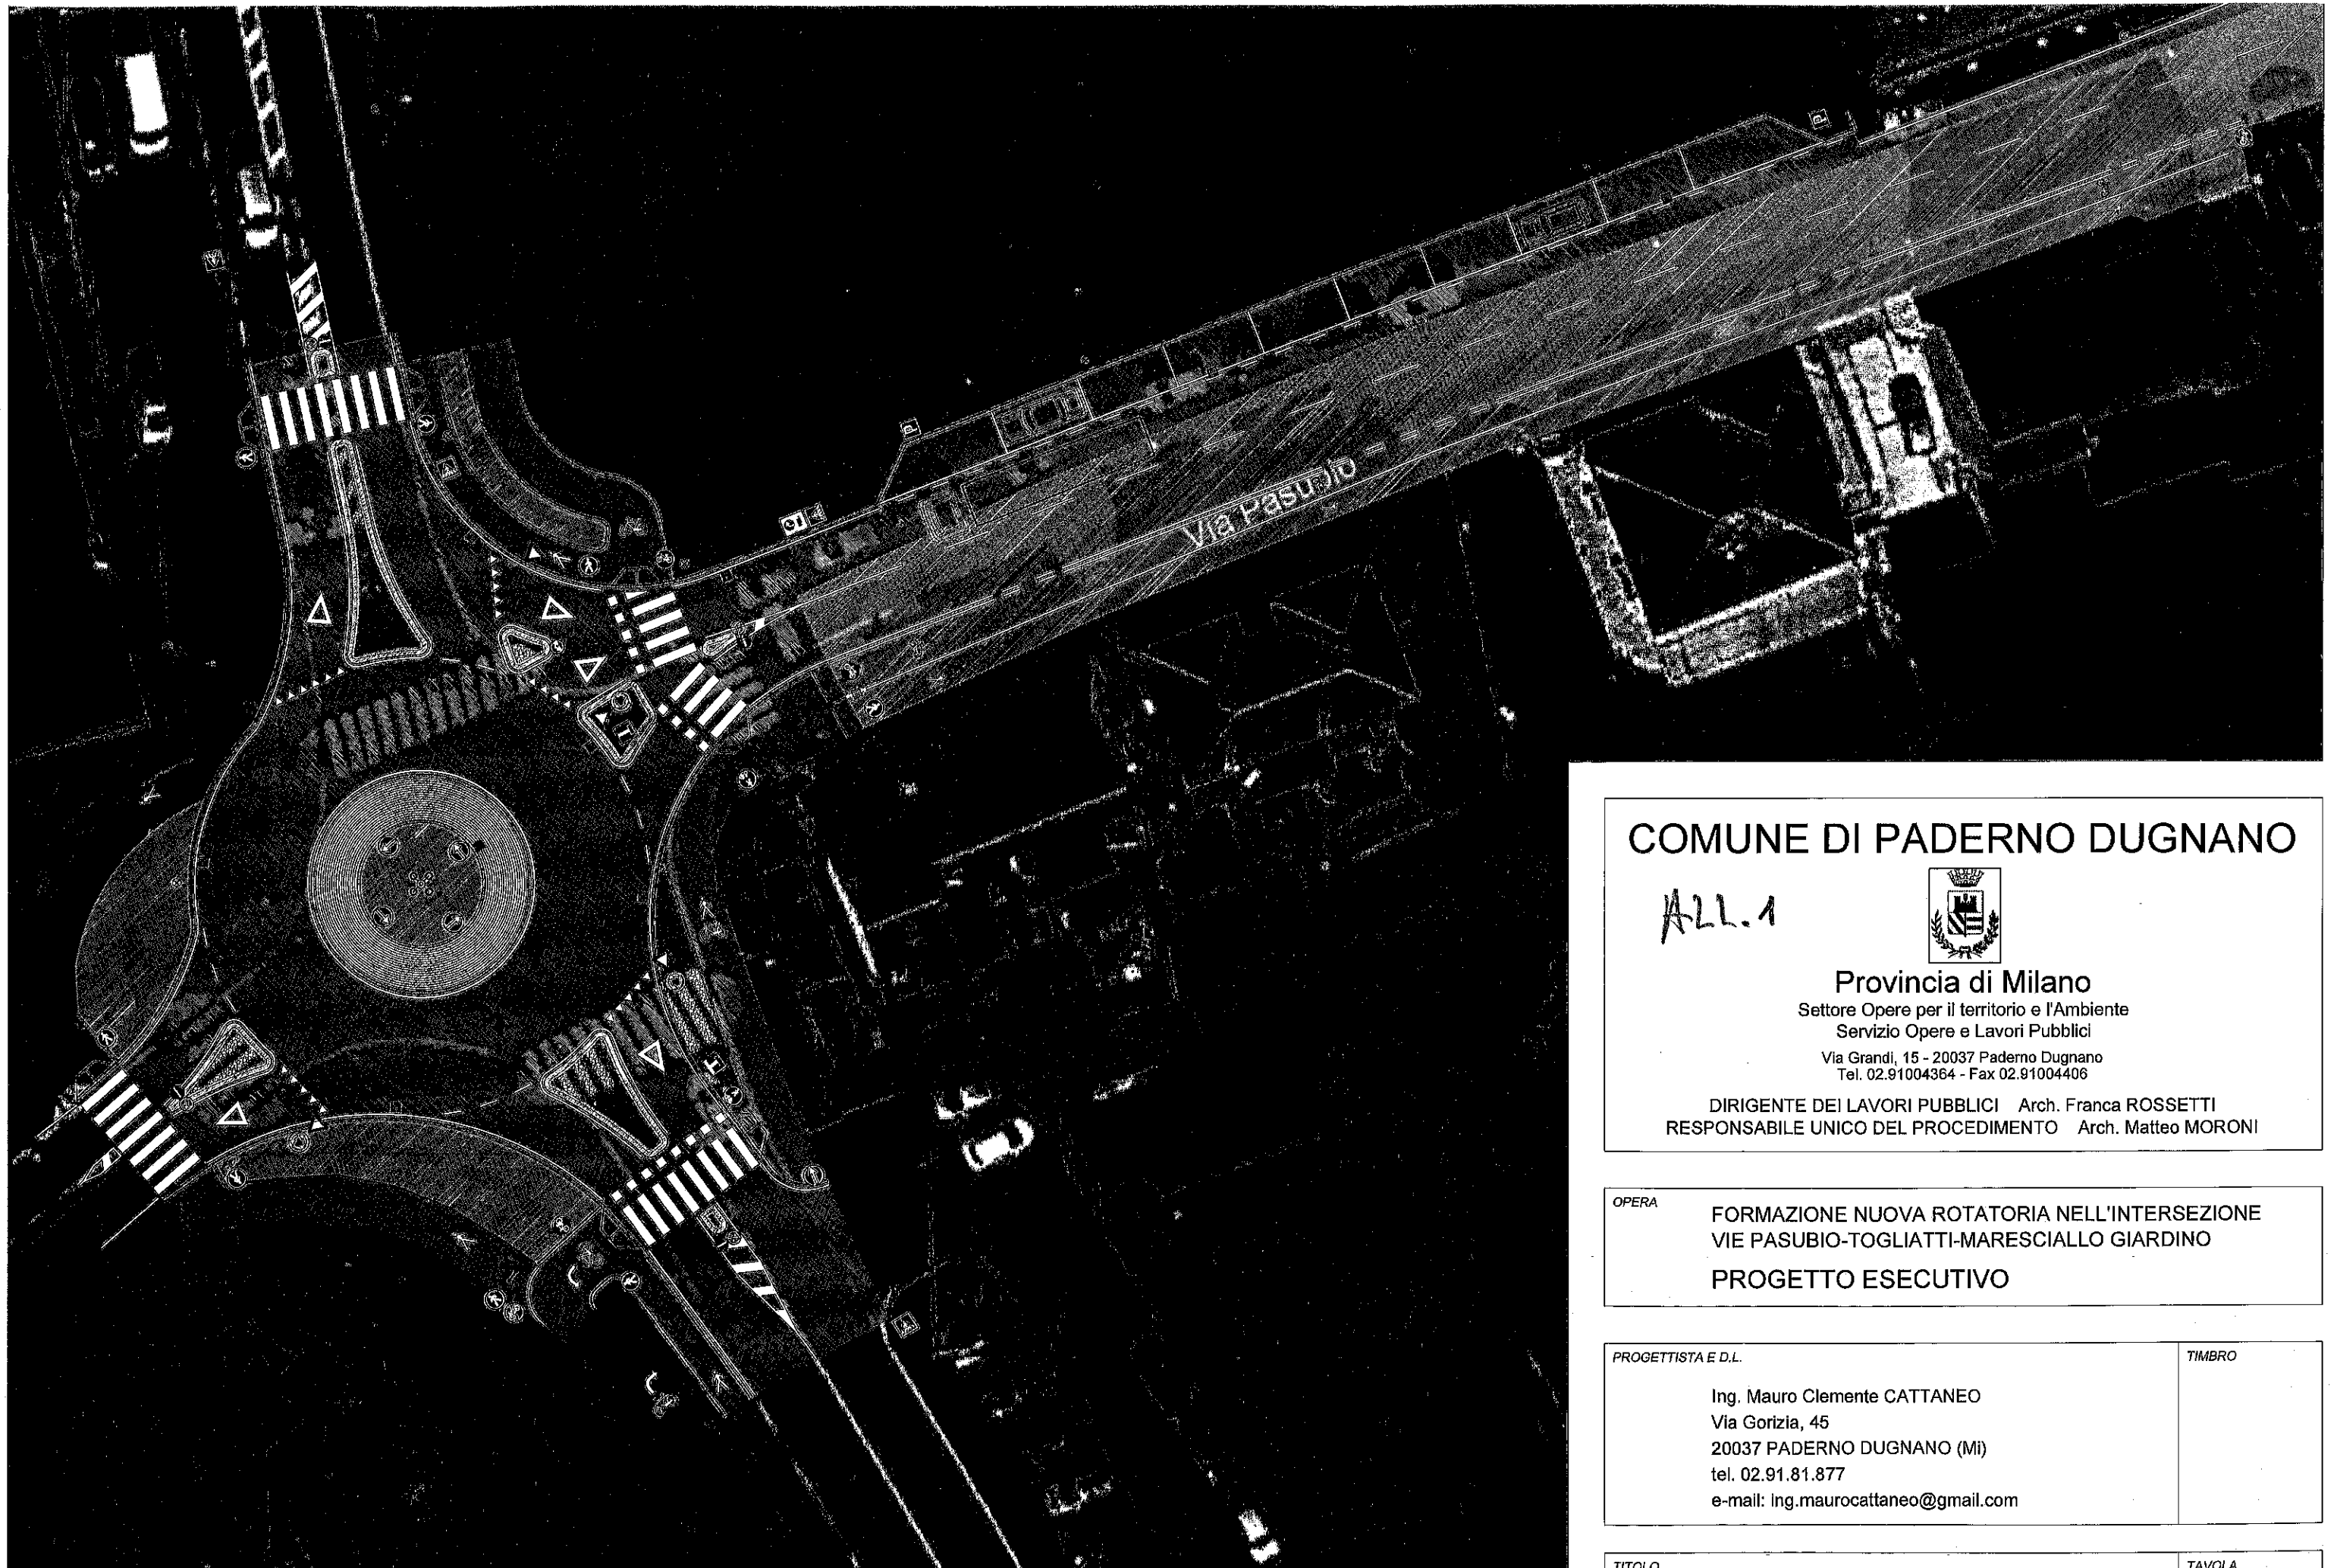 P
P
Via Pasubio
COMUNE DI PADERNO DUGNANO
ALL.1
Provincia di Milano
Settore Opere per il territorio e l'Ambiente
Servizio Opere e Lavori Pubblici
Via Grandi, 15 - 20037 Paderno Dugnano
Tel. 02.91004364 - Fax 02.91004406
DIRIGENTE DEI LAVORI PUBBLICI Arch. Franca ROSSETTI
RESPONSABILE UNICO DEL PROCEDIMENTO Arch. Matteo MORONI
OPERA
FORMAZIONE NUOVA ROTATORIA NELL'INTERSEZIONE
VIE PASUBIO-TOGLIATTI-MARESCIALLO GIARDINO
PROGETTO ESECUTIVO
PROGETTISTA E D.L. TIMBRO
Ing. Mauro Clemente CATTANEO
Via Gorizia, 45
20037 PADERNO DUGNANO (Mi)
tel. 02.91.81.877
e-mail: ing.maurocattaneo@gmail.com
TITOLO TAVOLA